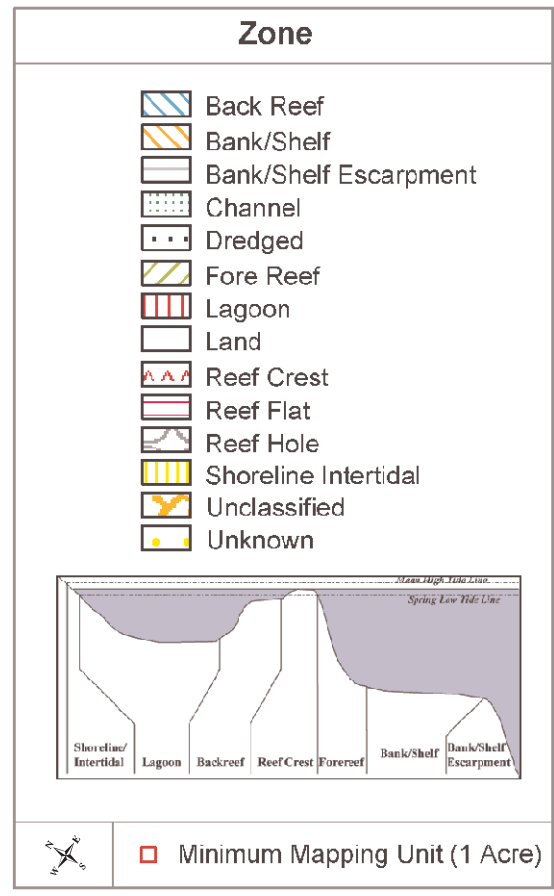 Zone
Back Reef
Bank/Shelf
Bank/Shelf Escarpment
Channel
Dredged
Fore Reef
Lagoon
Land
Reef Crest
Reef Flat
Reef Hole
Shoreline Intertidal
Unclassified
Unknown
Mean High Tide Line
Spring Low Tide Line
Shoreline/
Intertidal
Lagoon
Backreef
Reef Crest
Forereef
Bank/Shelf
Bank/Shelf
Escarpment
N
E
W
S
Minimum Mapping Unit (1 Acre)